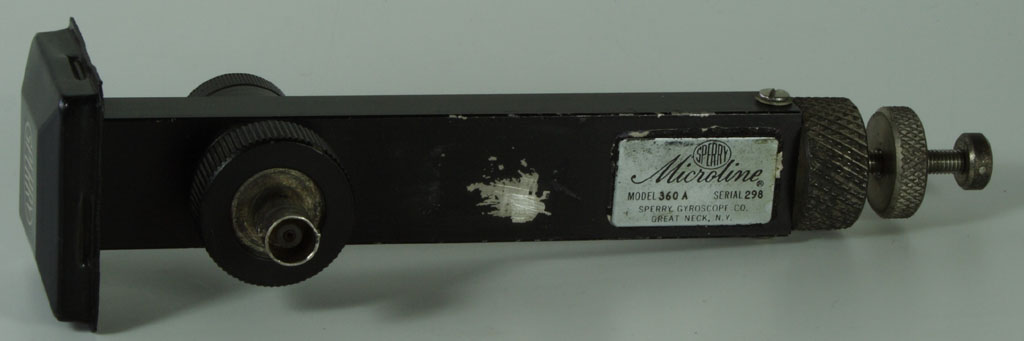 SPERRY
Microline ®
MODEL 360 A SERIAL 298
SPERRY GYROSCOPE CO.
GREAT NECK, N.Y.